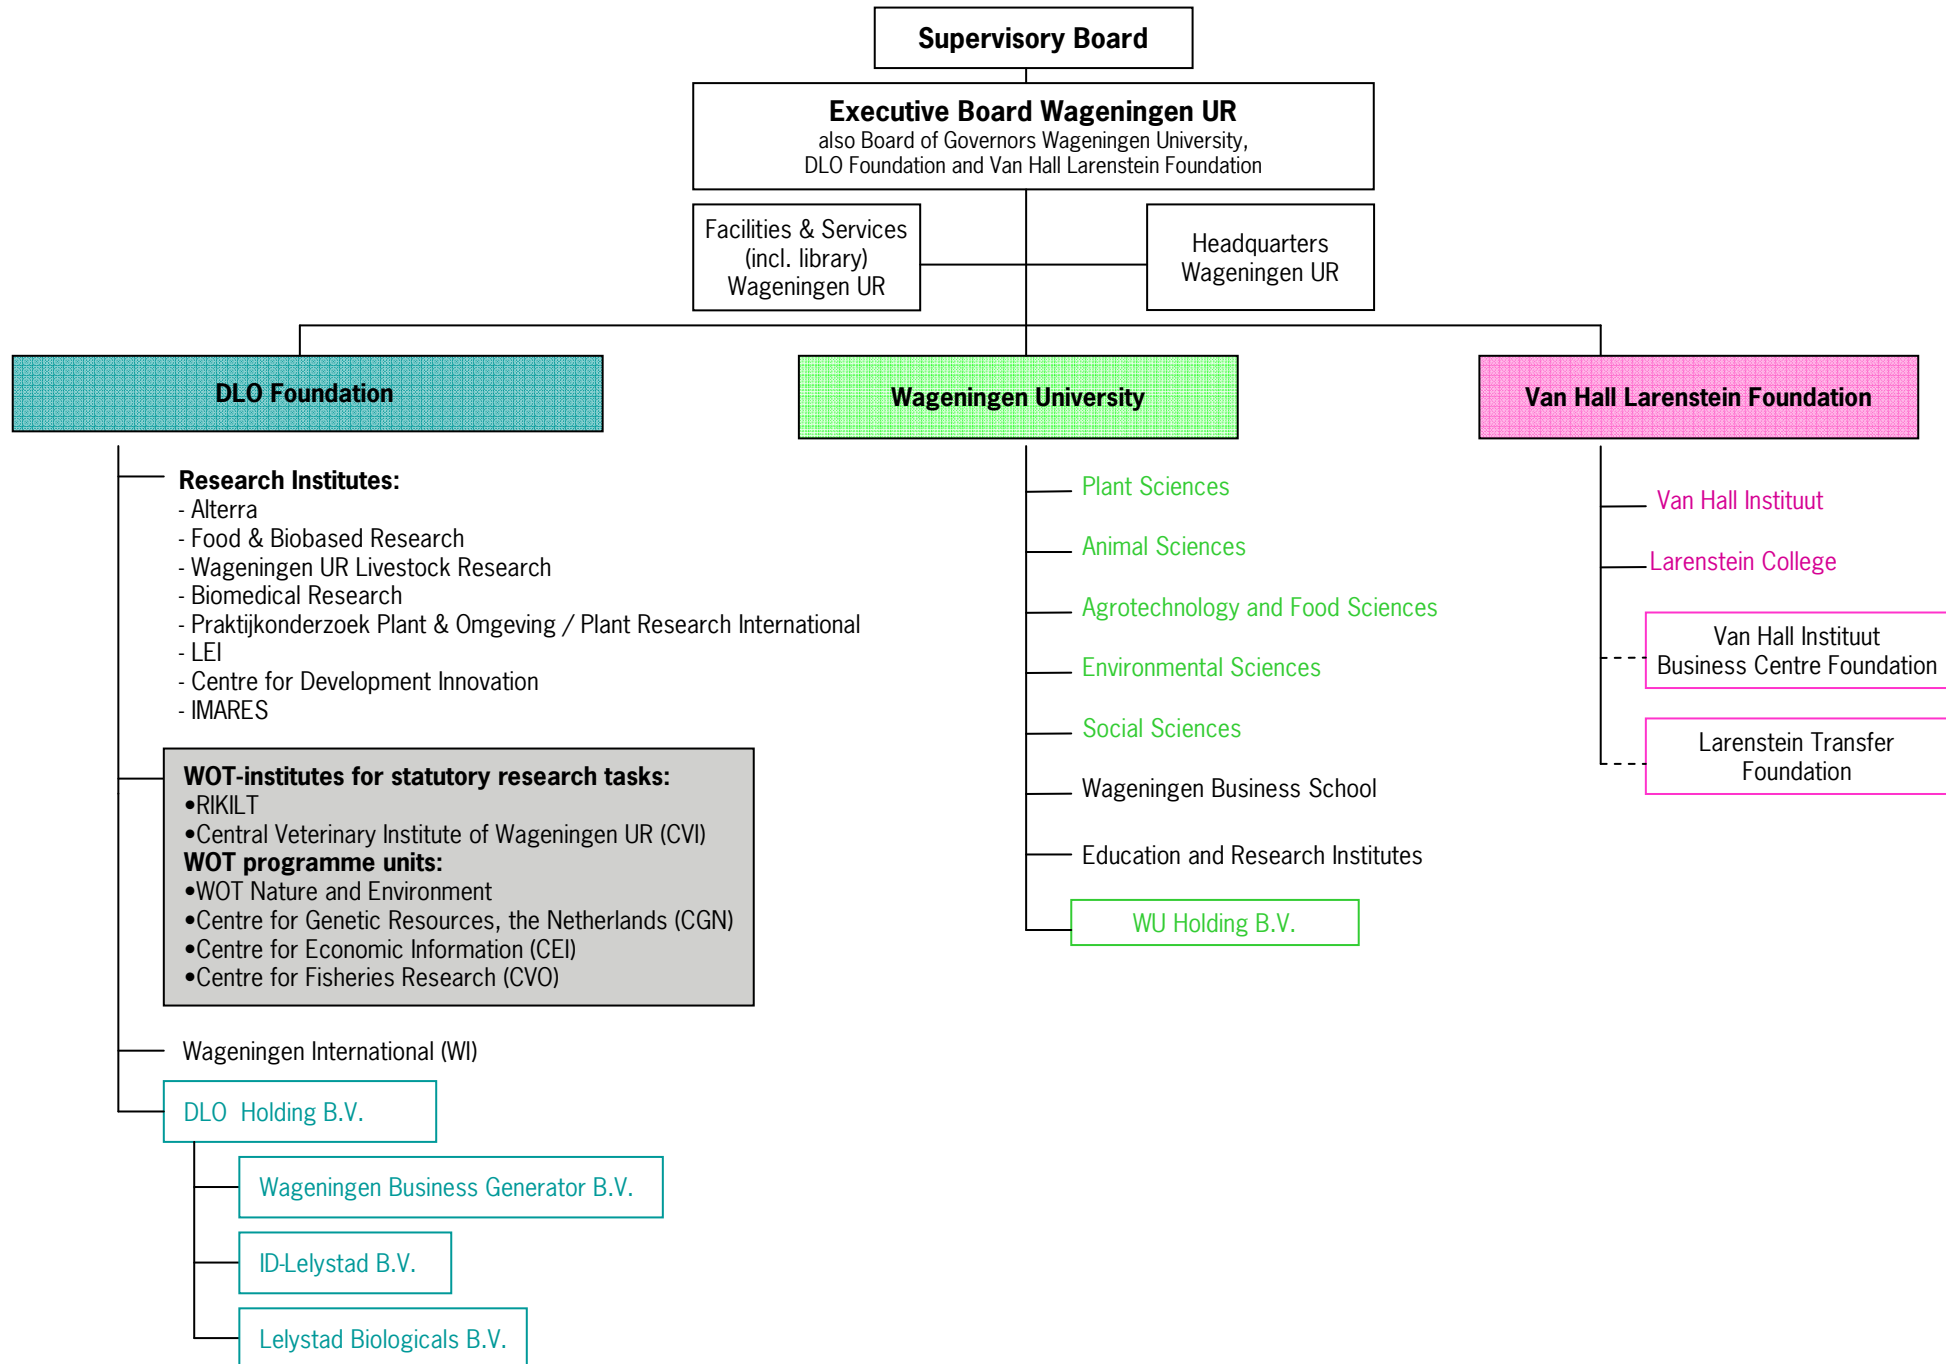 Supervisory Board
Executive Board Wageningen UR
also Board of Governors Wageningen University,
DLO Foundation and Van Hall Larenstein Foundation
Facilities & Services
(incl. library)
Wageningen UR
Headquarters
Wageningen UR
DLO Foundation
Research Institutes:
- Alterra
- Food & Biobased Research
- Wageningen UR Livestock Research
- Biomedical Research
- Praktijkonderzoek Plant & Omgeving / Plant Research International
- LEI
- Centre for Development Innovation
- IMARES
WOT-institutes for statutory research tasks:
•RIKILT
•Central Veterinary Institute of Wageningen UR (CVI)
WOT programme units:
•WOT Nature and Environment
•Centre for Genetic Resources, the Netherlands (CGN)
•Centre for Economic Information (CEI)
•Centre for Fisheries Research (CVO)
Wageningen International (WI)
DLO Holding B.V.
Wageningen Business Generator B.V.
ID-Lelystad B.V.
Lelystad Biologicals B.V.
Wageningen University
Plant Sciences
Animal Sciences
Agrotechnology and Food Sciences
Environmental Sciences
Social Sciences
Wageningen Business School
Education and Research Institutes
WU Holding B.V.
Van Hall Larenstein Foundation
Van Hall Instituut
Larenstein College
Van Hall Instituut
Business Centre Foundation
Larenstein Transfer
Foundation